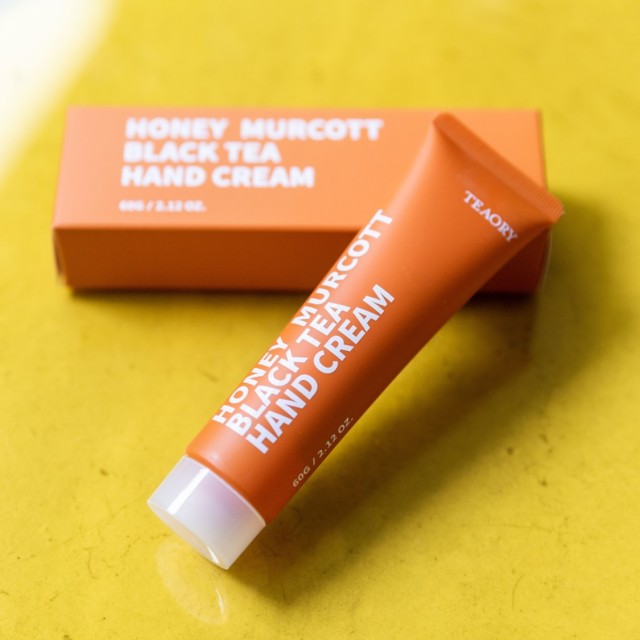 HONEY MURCOTT
BLACK TEA
HAND CREAM
60G / 2.12 OZ.
TEAORY
HONEY MURCOTT
BLACK TEA
HAND CREAM
60G / 2.12 OZ.